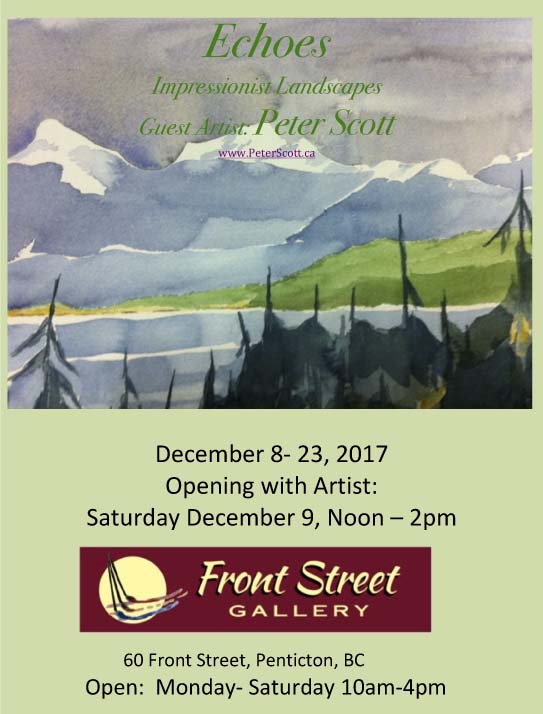 Echoes
Impressionist Landscapes
Guest Artist: Peter Scott
www.PeterScott.ca
December 8- 23, 2017
Opening with Artist:
Saturday December 9, Noon – 2pm
Front Street
GALLERY
60 Front Street, Penticton, BC
Open:  Monday- Saturday 10am-4pm